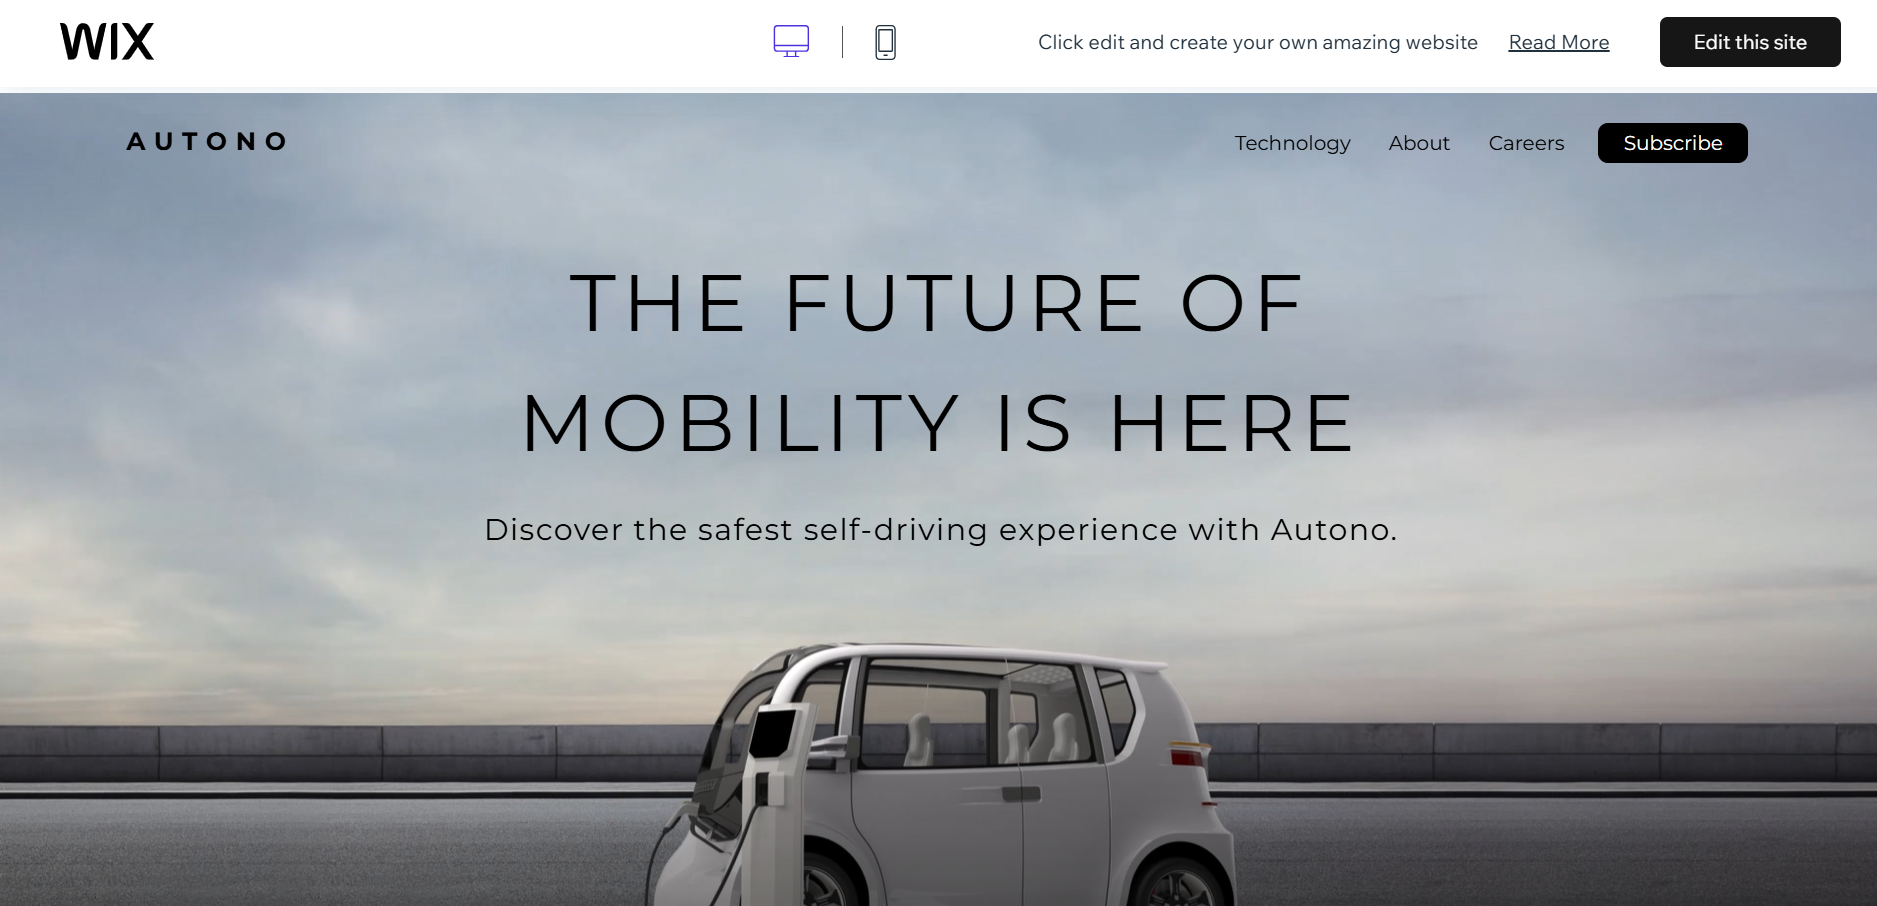 WIX
Click edit and create your own amazing website Read More Edit this site
AUTONO
Technology About Careers Subscribe
THE FUTURE OF
MOBILITY IS HERE
Discover the safest self-driving experience with Autono.